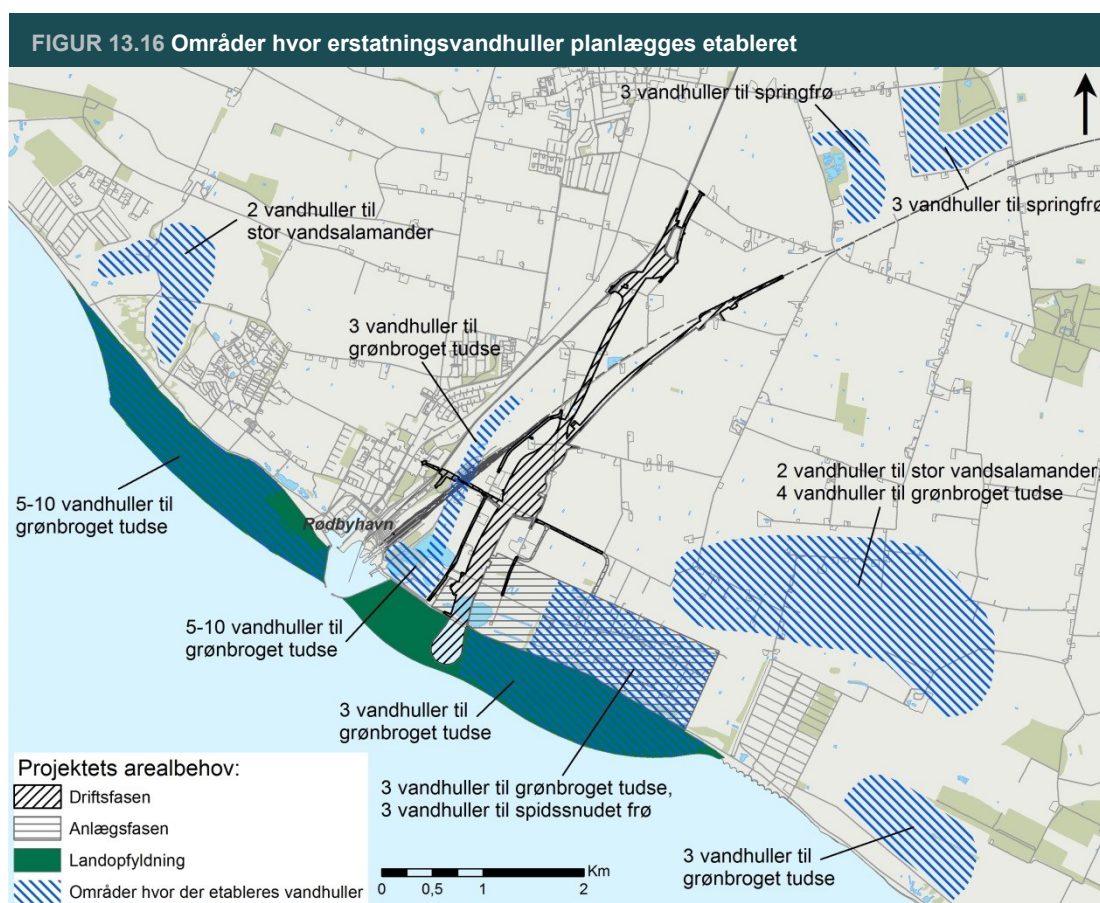 FIGUR 13.16 Områder hvor erstatningsvandhuller planlægges etableret
3 vandhuller til springfrø
3 vandhuller til springfrø
2 vandhuller til
stor vandsalamander
3 vandhuller til
grønbroget tudse
2 vandhuller til stor vandsalamander,
4 vandhuller til grønbroget tudse
5-10 vandhuller til
grønbroget tudse
Rødbyhavn
5-10 vandhuller til
grønbroget tudse
3 vandhuller til
grønbroget tudse
3 vandhuller til grønbroget tudse,
3 vandhuller til spidssnudet frø
3 vandhuller til
grønbroget tudse
Projektets arealbehov:
Driftsfasen
Anlægsfasen
Landopfyldning
Områder hvor der etableres vandhuller
Km
0 0,5 1 2